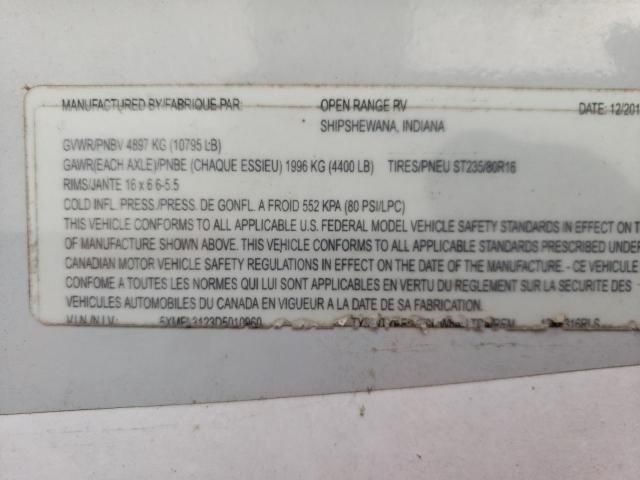 MANUFACTURED BY/FABRIQUE PAR: OPEN RANGE RV DATE: 12/201
SHIPSHEWANA, INDIANA
GVWR/PNBV 4897 KG (10795 LB)
GAWR(EACH AXLE)/PNBE (CHAQUE ESSIEU) 1996 KG (4400 LB) TIRES/PNEU ST235/80R16
RIMS/JANTE 16 x 6 6-5.5
COLD INFL. PRESS./PRESS. DE GONFL. A FROID 552 KPA (80 PSI/LPC)
THIS VEHICLE CONFORMS TO ALL APPLICABLE U.S. FEDERAL MODEL VEHICLE SAFETY STANDARDS IN EFFECT ON T
OF MANUFACTURE SHOWN ABOVE. THIS VEHICLE CONFORMS TO ALL APPLICABLE STANDARDS PRESCRIBED UNDER
CANADIAN MOTOR VEHICLE SAFETY REGULATIONS IN EFFECT ON THE DATE OF THE MANUFACTURE. - CE VEHICULE
CONFOME A TOUTES LES NORMES QUI LUI SONT APPLICABLES EN VERTU DU REGLEMENT SUR LA SECURITE DES
VEHICULES AUTOMOBILES DU CANADA EN VIGUEUR A LA DATE DE SA FABRICATION.
V.I.N./N.I.V.: